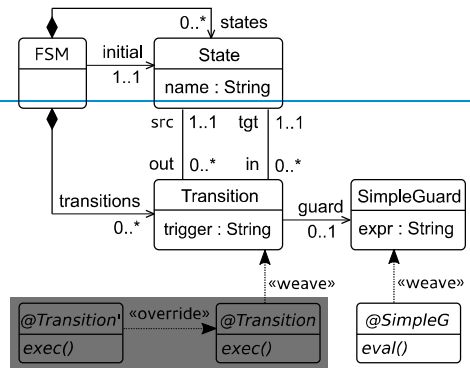 0..* states
FSM
initial
1..1
State
name : String
src 1..1 tgt 1..1
out 0..* in 0..*
transitions
0..*
Transition
trigger : String
guard
0..1
SimpleGuard
expr : String
«weave»
«weave»
@Transition'
exec()
«override»
@Transition
exec()
@SimpleG
eval()